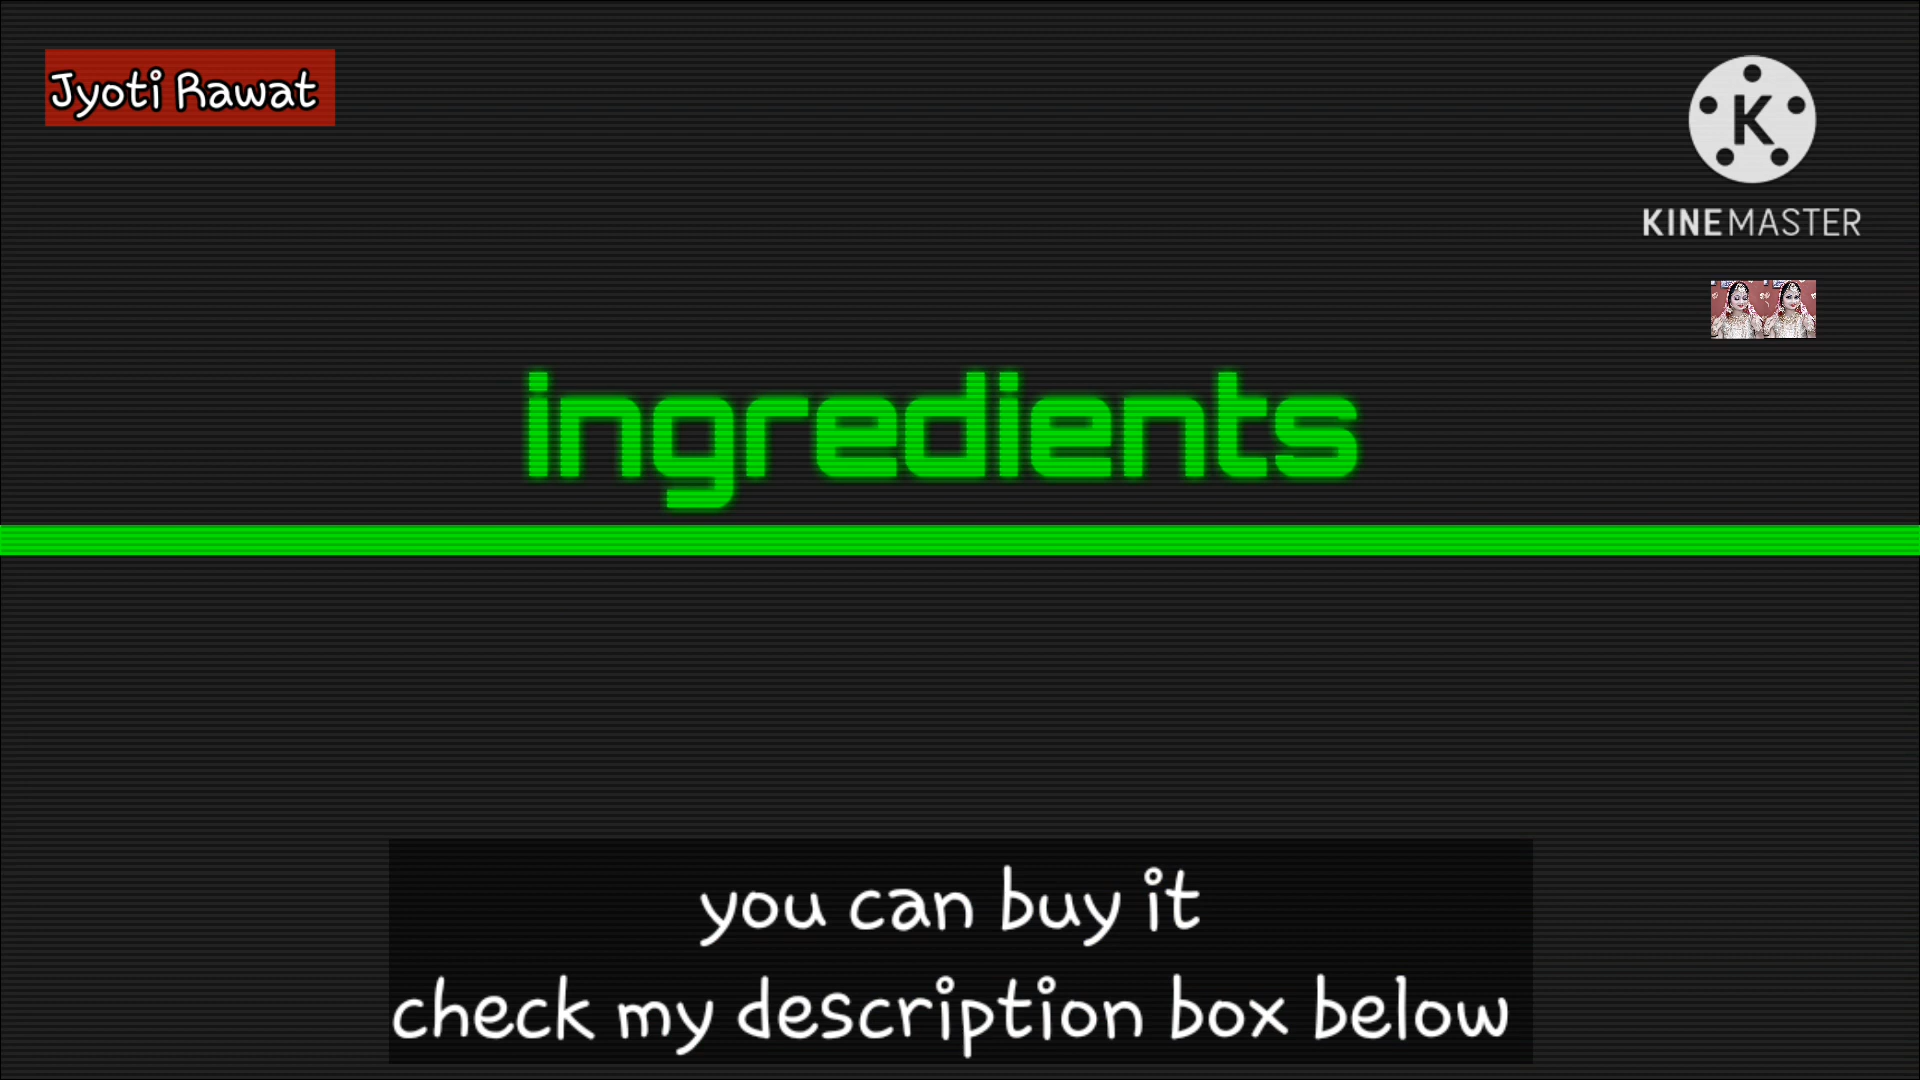 Jyoti Rawat
K
KINEMASTER
ingredients
you can buy it
check my description box below